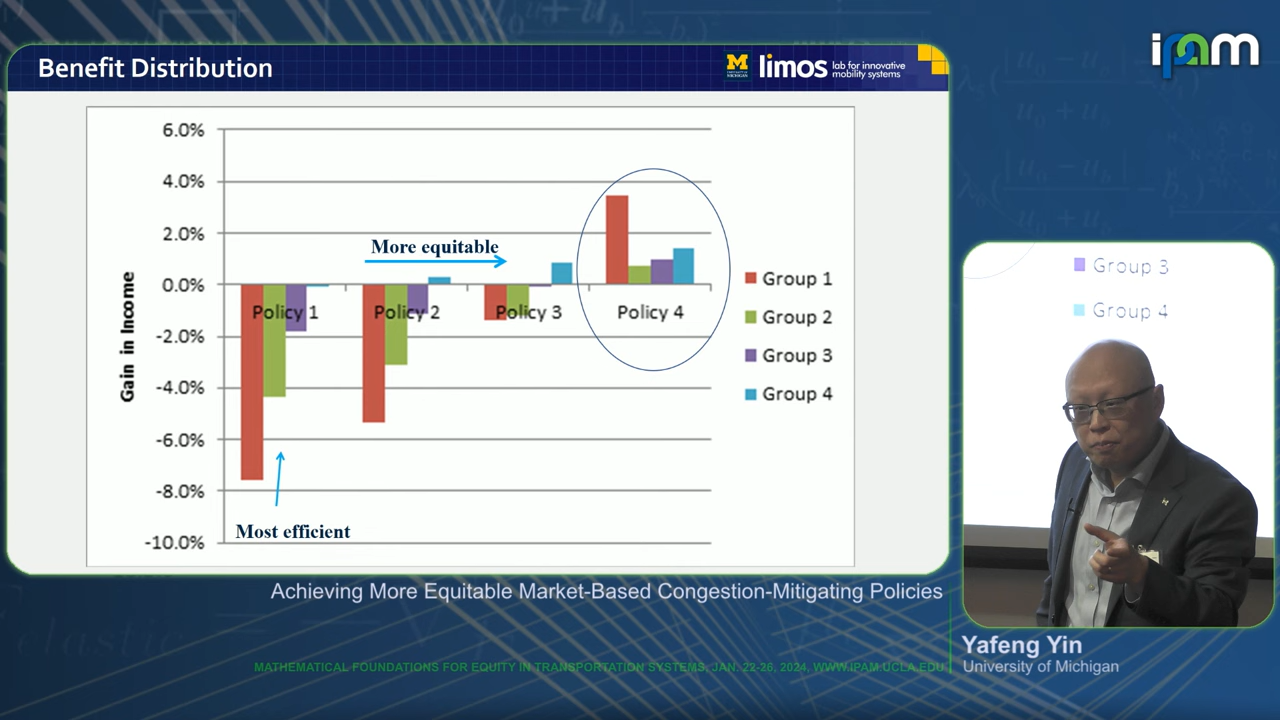 ipam
Benefit Distribution
M
UNIVERSITY OF MICHIGAN
limos lab for innovative mobility systems
6.0%
4.0%
2.0%
0.0%
-2.0%
-4.0%
-6.0%
-8.0%
-10.0%
Gain in Income
More equitable
Policy 1
Policy 2
Policy 3
Policy 4
Most efficient
Group 1
Group 2
Group 3
Group 4
Group 3
Group 4
Achieving More Equitable Market-Based Congestion-Mitigating Policies
Yafeng Yin
University of Michigan
MATHEMATICAL FOUNDATIONS FOR EQUITY IN TRANSPORTATION SYSTEMS, JAN. 22-26, 2024, WWW.IPAM.UCLA.EDU